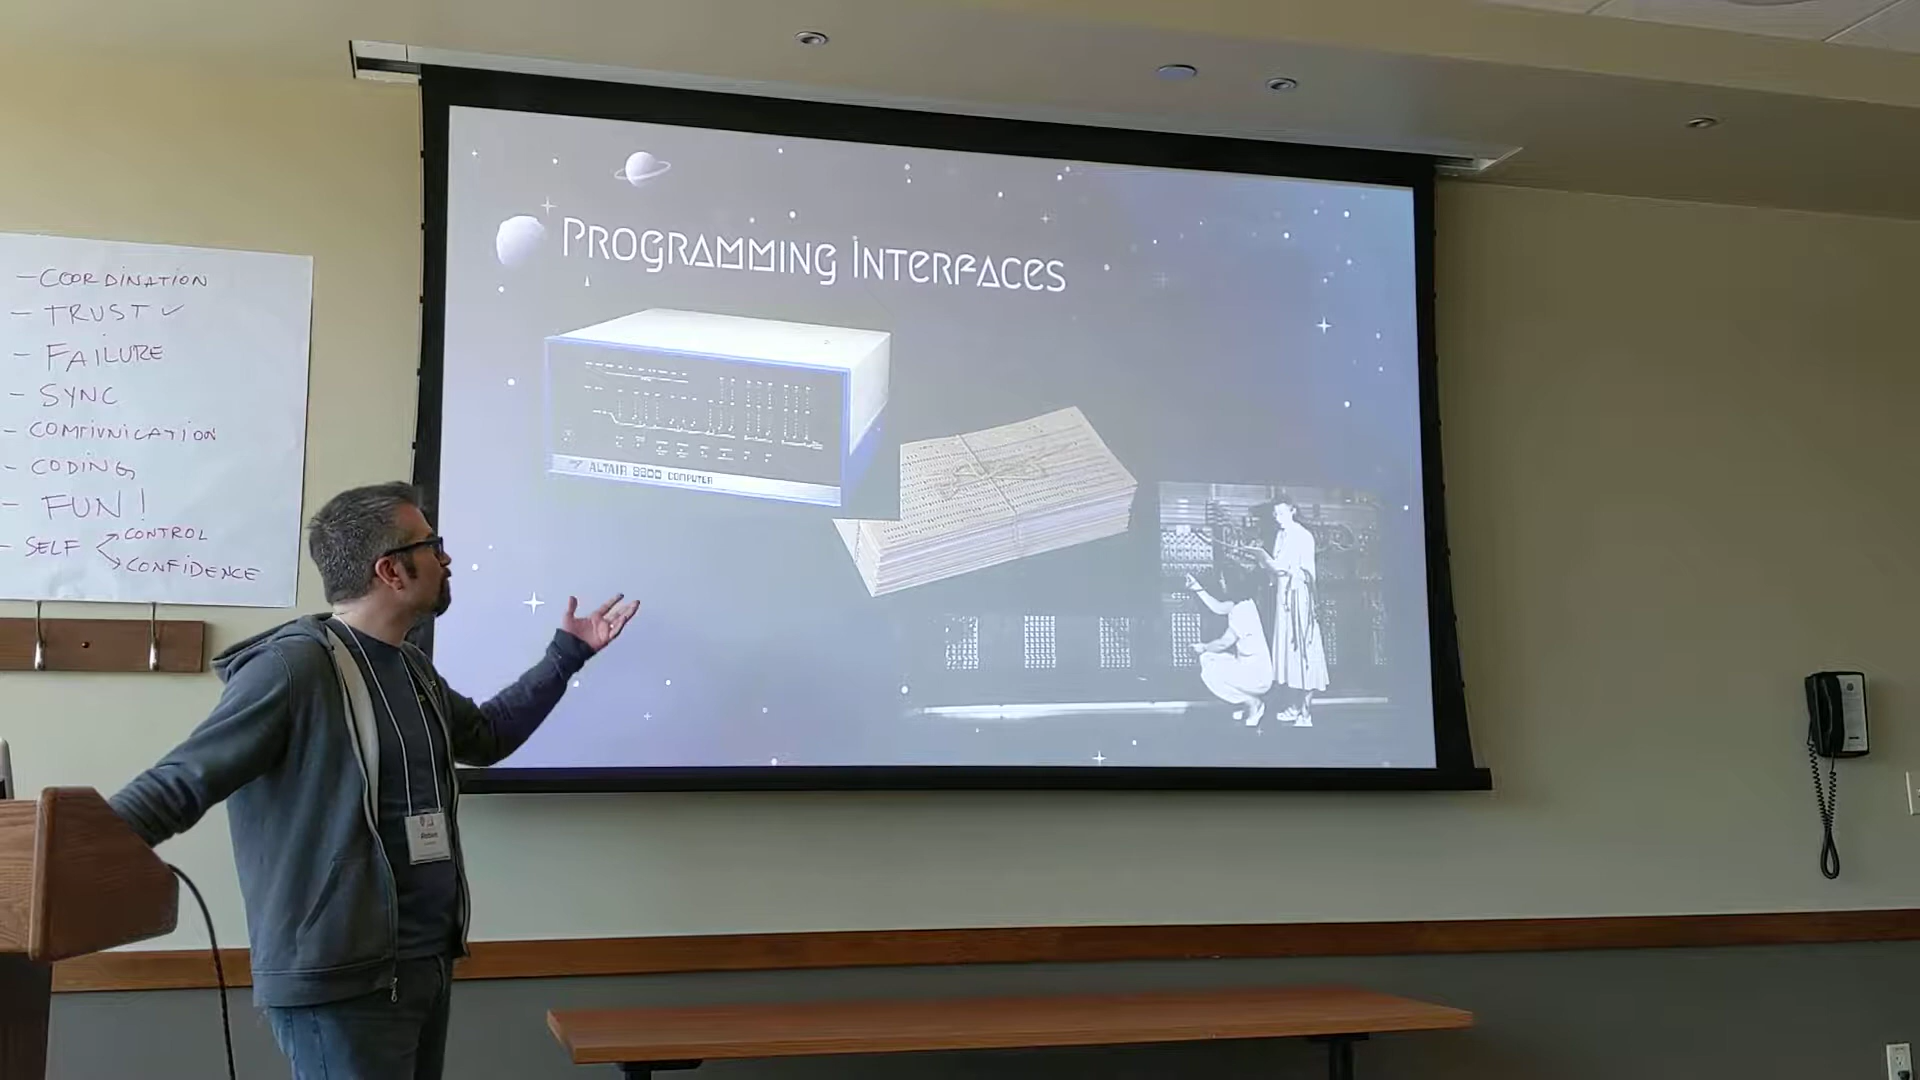 - COORDINATION
- TRUST ✓
- FAILURE
- SYNC
- COMMUNICATION
- CODING
- FUN!
- SELF
CONTROL
CONFIDENCE
PROGRAMMING INTERFACES
ALTAIR 8800 COMPUTER